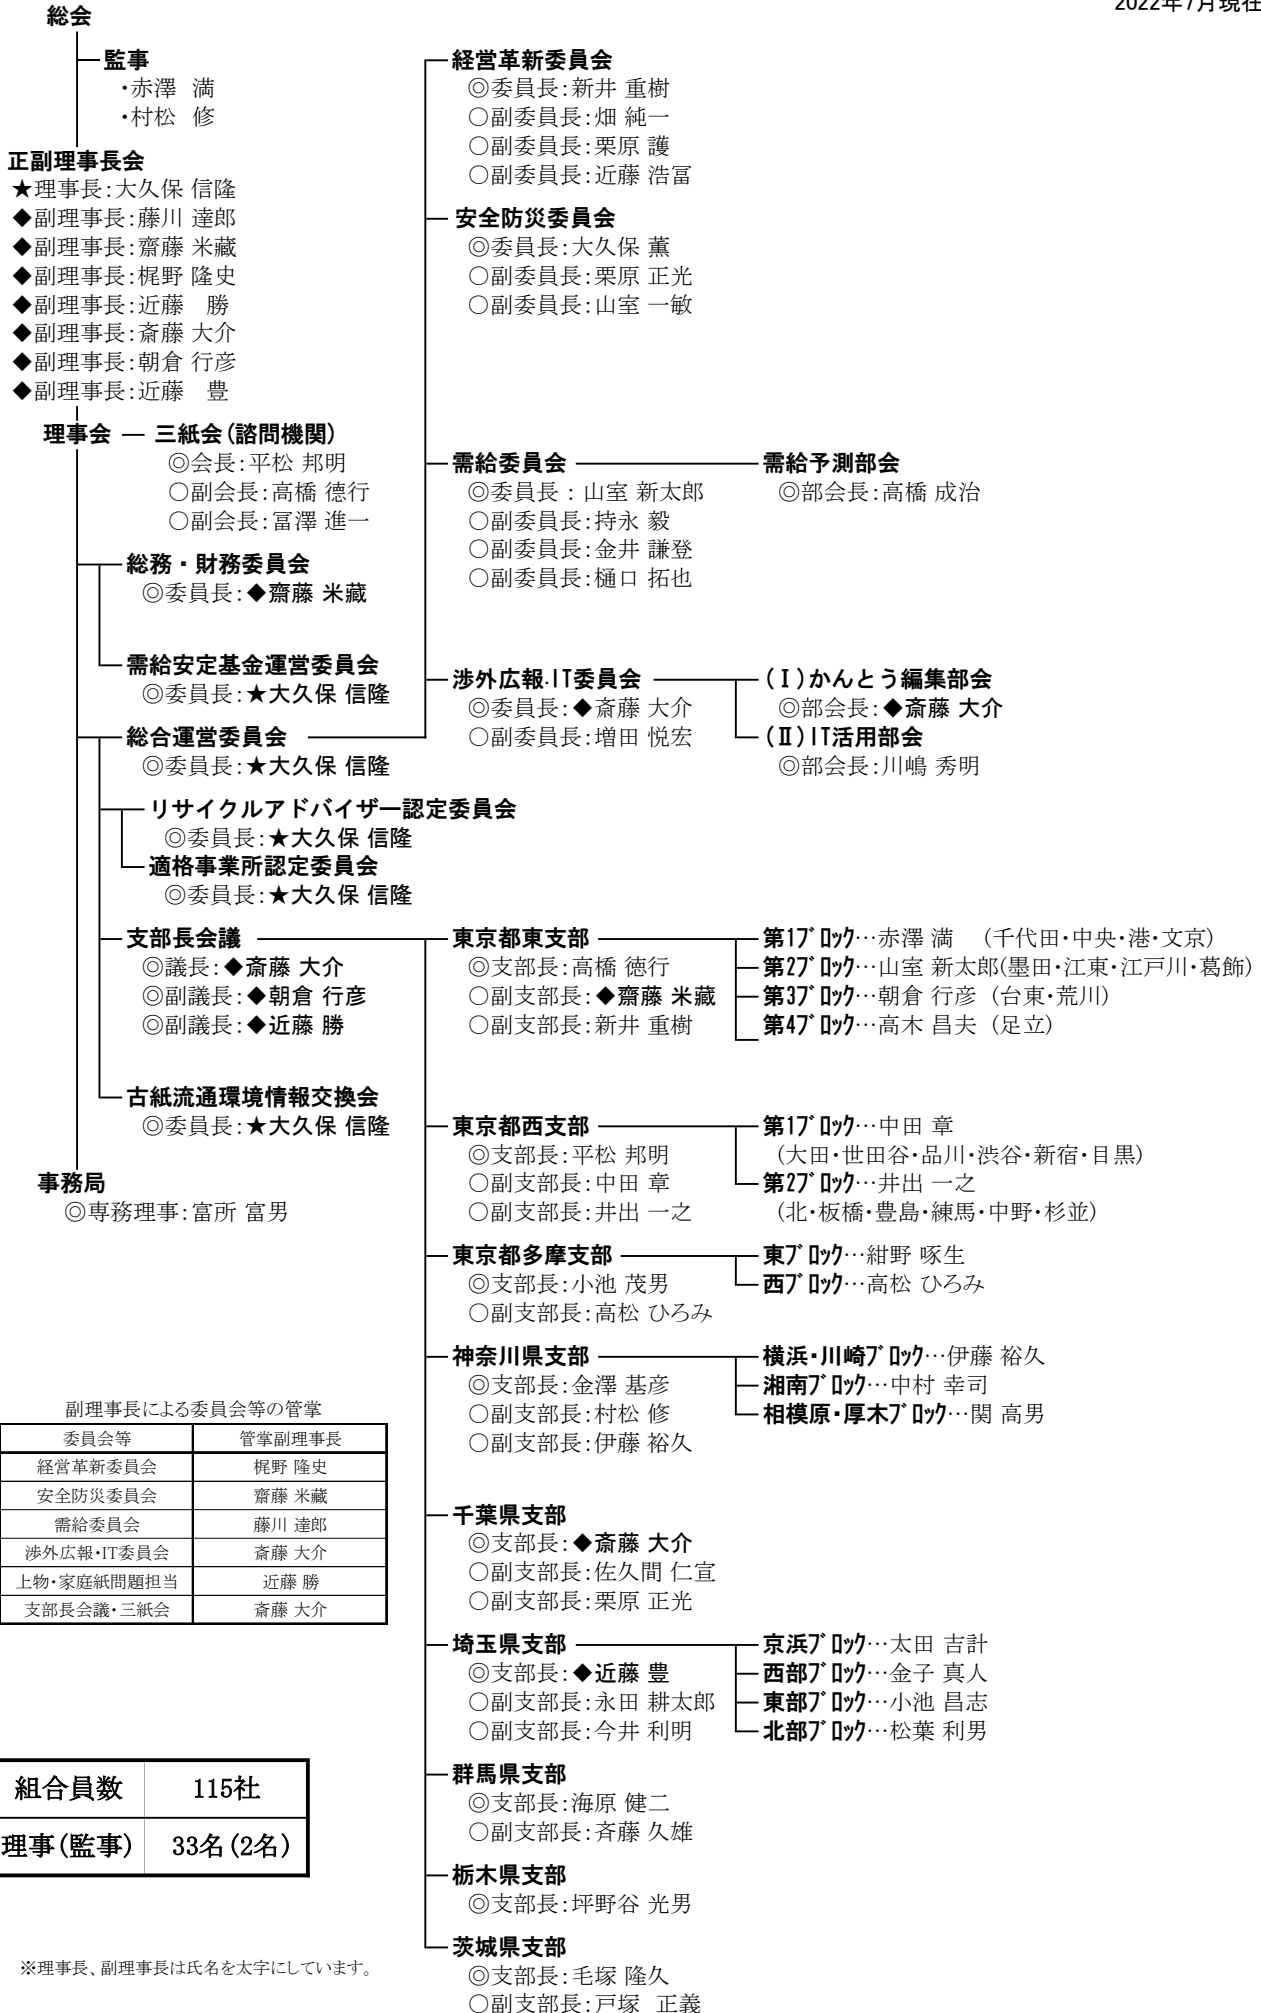 2022年7月現在
総会
監事
・赤澤 満
・村松 修
正副理事長会
★理事長:大久保 信隆
◆副理事長:藤川 達郎
◆副理事長:齋藤 米藏
◆副理事長:梶野 隆史
◆副理事長:近藤 勝
◆副理事長:斎藤 大介
◆副理事長:朝倉 行彦
◆副理事長:近藤 豊
理事会 ― 三紙会(諮問機関)
◎会長:平松 邦明
○副会長:高橋 徳行
○副会長:冨澤 進一
総務・財務委員会
◎委員長:◆齋藤 米藏
需給安定基金運営委員会
◎委員長:★大久保 信隆
総合運営委員会
◎委員長:★大久保 信隆
リサイクルアドバイザー認定委員会
◎委員長:★大久保 信隆
適格事業所認定委員会
◎委員長:★大久保 信隆
支部長会議
◎議長:◆斎藤 大介
◎副議長:◆朝倉 行彦
◎副議長:◆近藤 勝
古紙流通環境情報交換会
◎委員長:★大久保 信隆
事務局
◎専務理事:富所 富男
経営革新委員会
◎委員長:新井 重樹
○副委員長:畑 純一
○副委員長:栗原 護
○副委員長:近藤 浩冨
安全防災委員会
◎委員長:大久保 薫
○副委員長:栗原 正光
○副委員長:山室 一敏
需給委員会
◎委員長:山室 新太郎
○副委員長:持永 毅
○副委員長:金井 謙登
○副委員長:樋口 拓也
需給予測部会
◎部会長:高橋 成治
渉外広報.IT委員会
◎委員長:◆斎藤 大介
○副委員長:増田 悦宏
(Ⅰ)かんとう編集部会
◎部会長:◆斎藤 大介
(Ⅱ)IT活用部会
◎部会長:川嶋 秀明
東京都東支部
◎支部長:高橋 徳行
○副支部長:◆齋藤 米藏
○副支部長:新井 重樹
第1ブロック…赤澤 満 (千代田・中央・港・文京)
第2ブロック…山室 新太郎(墨田・江東・江戸川・葛飾)
第3ブロック…朝倉 行彦 (台東・荒川)
第4ブロック…高木 昌夫 (足立)
東京都西支部
◎支部長:平松 邦明
○副支部長:中田 章
○副支部長:井出 一之
第1ブロック…中田 章
(大田・世田谷・品川・渋谷・新宿・目黒)
第2ブロック…井出 一之
(北・板橋・豊島・練馬・中野・杉並)
東京都多摩支部
◎支部長:小池 茂男
○副支部長:高松 ひろみ
東ブロック…紺野 啄生
西ブロック…高松 ひろみ
神奈川県支部
◎支部長:金澤 基彦
○副支部長:村松 修
○副支部長:伊藤 裕久
横浜・川崎ブロック…伊藤 裕久
湘南ブロック…中村 幸司
相模原・厚木ブロック…関 高男
千葉県支部
◎支部長:◆斎藤 大介
○副支部長:佐久間 仁宣
○副支部長:栗原 正光
埼玉県支部
◎支部長:◆近藤 豊
○副支部長:永田 耕太郎
○副支部長:今井 利明
京浜ブロック…太田 吉計
西部ブロック…金子 真人
東部ブロック…小池 昌志
北部ブロック…松葉 利男
群馬県支部
◎支部長:海原 健二
○副支部長:斉藤 久雄
栃木県支部
◎支部長:坪野谷 光男
茨城県支部
◎支部長:毛塚 隆久
○副支部長:戸塚 正義
副理事長による委員会等の管掌
委員会等 管掌副理事長
経営革新委員会 梶野 隆史
安全防災委員会 齋藤 米藏
需給委員会 藤川 達郎
渉外広報・IT委員会 斎藤 大介
上物・家庭紙問題担当 近藤 勝
支部長会議・三紙会 斎藤 大介
組合員数 115社
理事(監事) 33名(2名)
※理事長、副理事長は氏名を太字にしています。